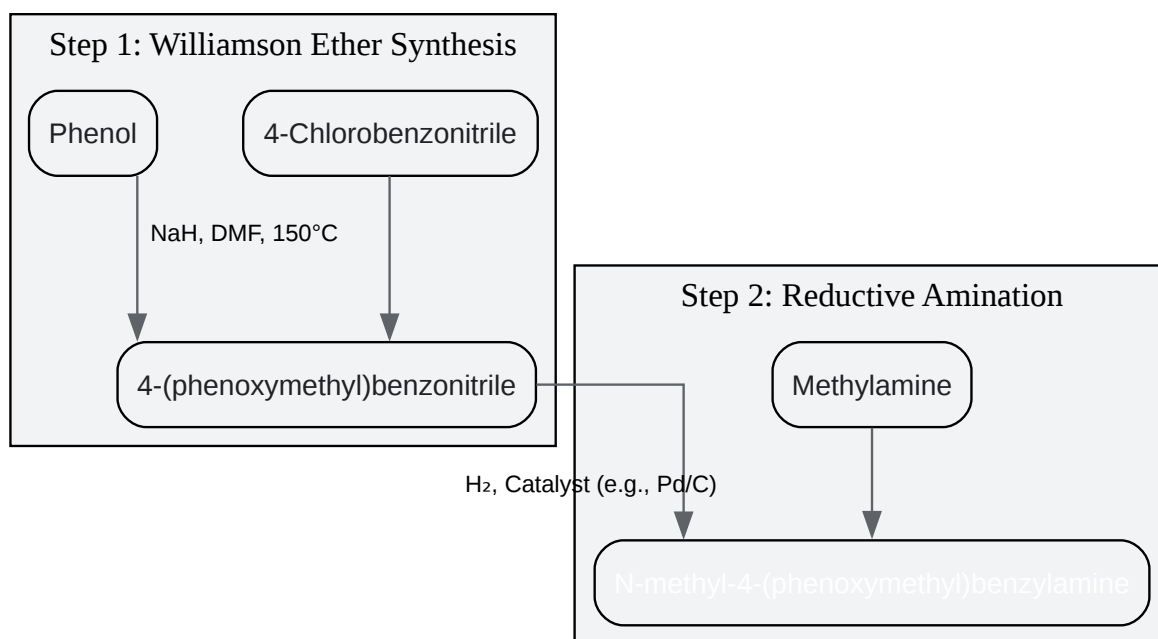 Step 1: Williamson Ether Synthesis
Phenol
4-Chlorobenzonitrile
NaH, DMF, 150°C
4-(phenoxymethyl)benzonitrile
Step 2: Reductive Amination
Methylamine
H₂, Catalyst (e.g., Pd/C)
N-methyl-4-(phenoxymethyl)benzylamine